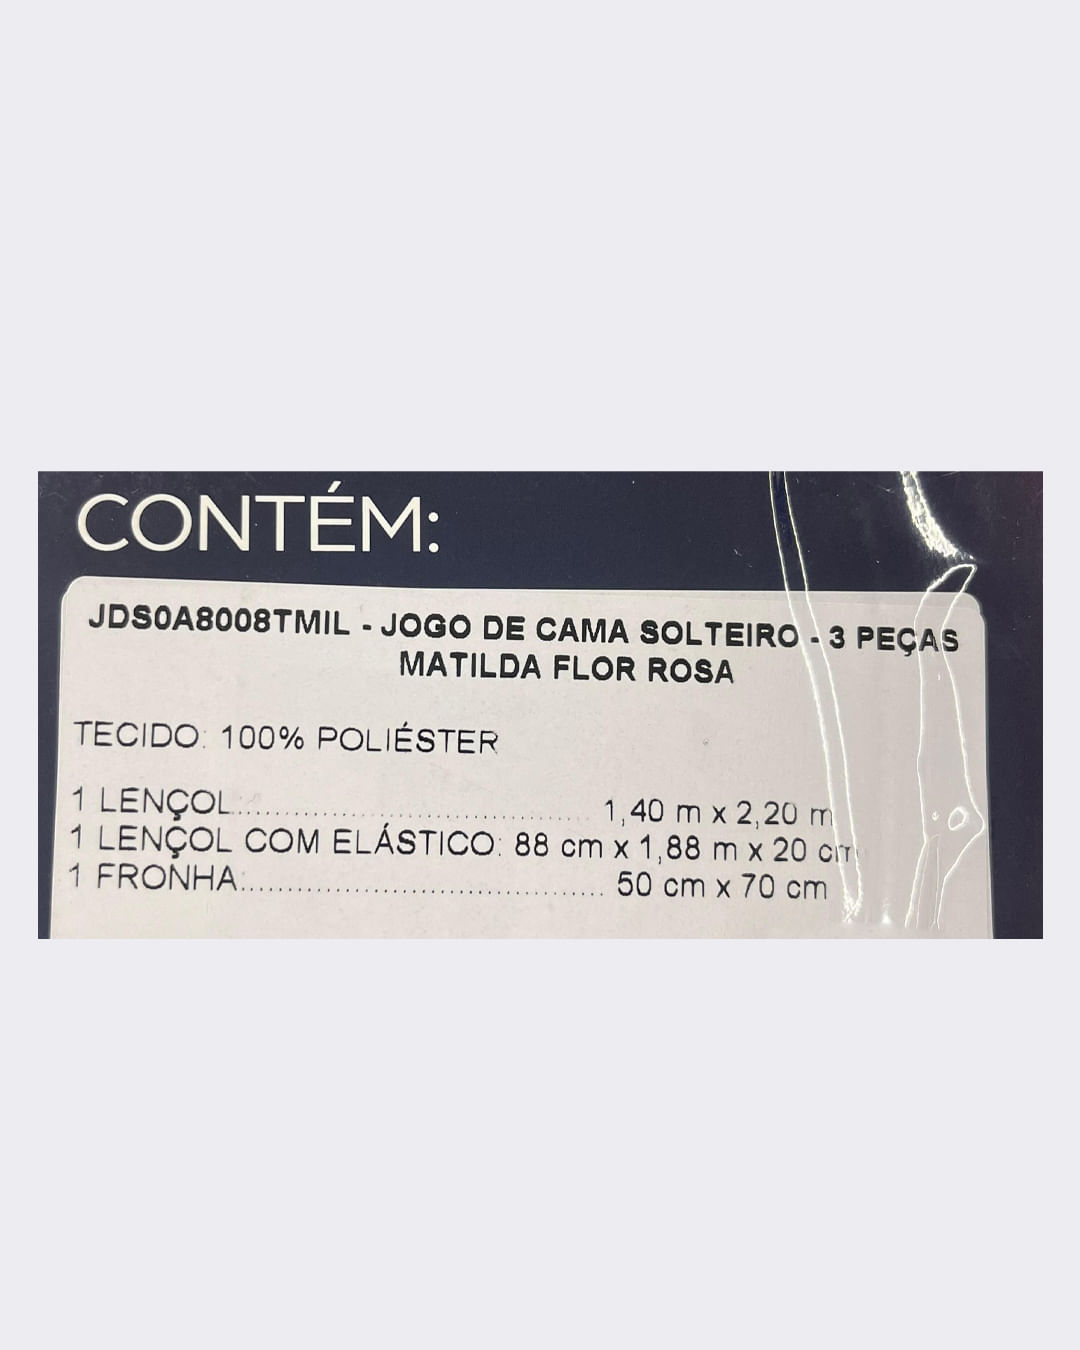 CONTÉM:
JDS0A8008TMIL - JOGO DE CAMA SOLTEIRO - 3 PEÇAS
MATILDA FLOR ROSA
TECIDO: 100% POLIÉSTER
1 LENÇOL:.................................... 1,40 m x 2,20 m
1 LENÇOL COM ELÁSTICO: 88 cm x 1,88 m x 20 cm
1 FRONHA:.................................... 50 cm x 70 cm